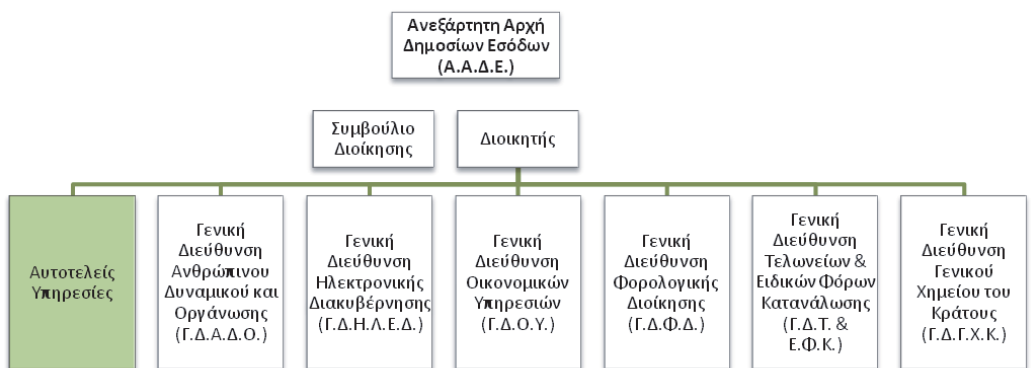 Ανεξάρτητη Αρχή
Δημοσίων Εσόδων
(Α.Α.Δ.Ε.)
Συμβούλιο
Διοίκησης
Διοικητής
Αυτοτελείς
Υπηρεσίες
Γενική
Διεύθυνση
Ανθρώπινου
Δυναμικού και
Οργάνωσης
(Γ.Δ.Α.Δ.Ο.)
Γενική
Διεύθυνση
Ηλεκτρονικής
Διακυβέρνησης
(Γ.Δ.Η.Λ.Ε.Δ.)
Γενική
Διεύθυνση
Οικονομικών
Υπηρεσιών
(Γ.Δ.Ο.Υ.)
Γενική
Διεύθυνση
Φορολογικής
Διοίκησης
(Γ.Δ.Φ.Δ.)
Γενική
Διεύθυνση
Τελωνείων &
Ειδικών Φόρων
Κατανάλωσης
(Γ.Δ.Τ. &
Ε.Φ.Κ.)
Γενική
Διεύθυνση
Γενικού
Χημείου του
Κράτους
(Γ.Δ.Γ.Χ.Κ.)